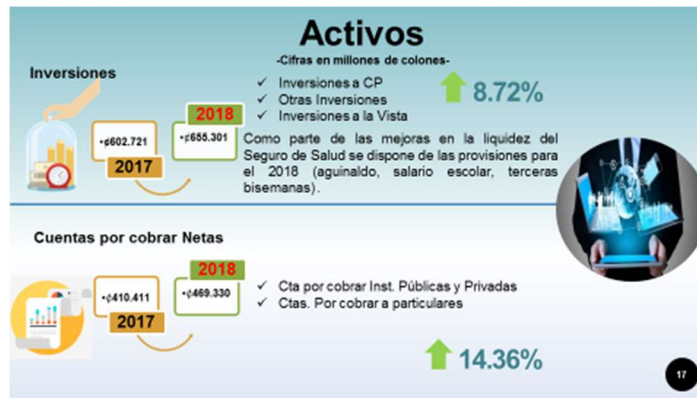 Activos
-Cifras en millones de colones-
Inversiones
✓ Inversiones a CP
✓ Otras Inversiones
✓ Inversiones a la Vista
8.72%
2018
•¢602.721
•¢655.301
2017
Como parte de las mejoras en la liquidez del
Seguro de Salud se dispone de las provisiones para
el 2018 (aguinaldo, salario escolar, terceras
bisemanas).
Cuentas por cobrar Netas
2018
•¢410.411
•¢469.330
2017
✓ Cta por cobrar Inst. Públicas y Privadas
✓ Ctas. Por cobrar a particulares
14.36%
17